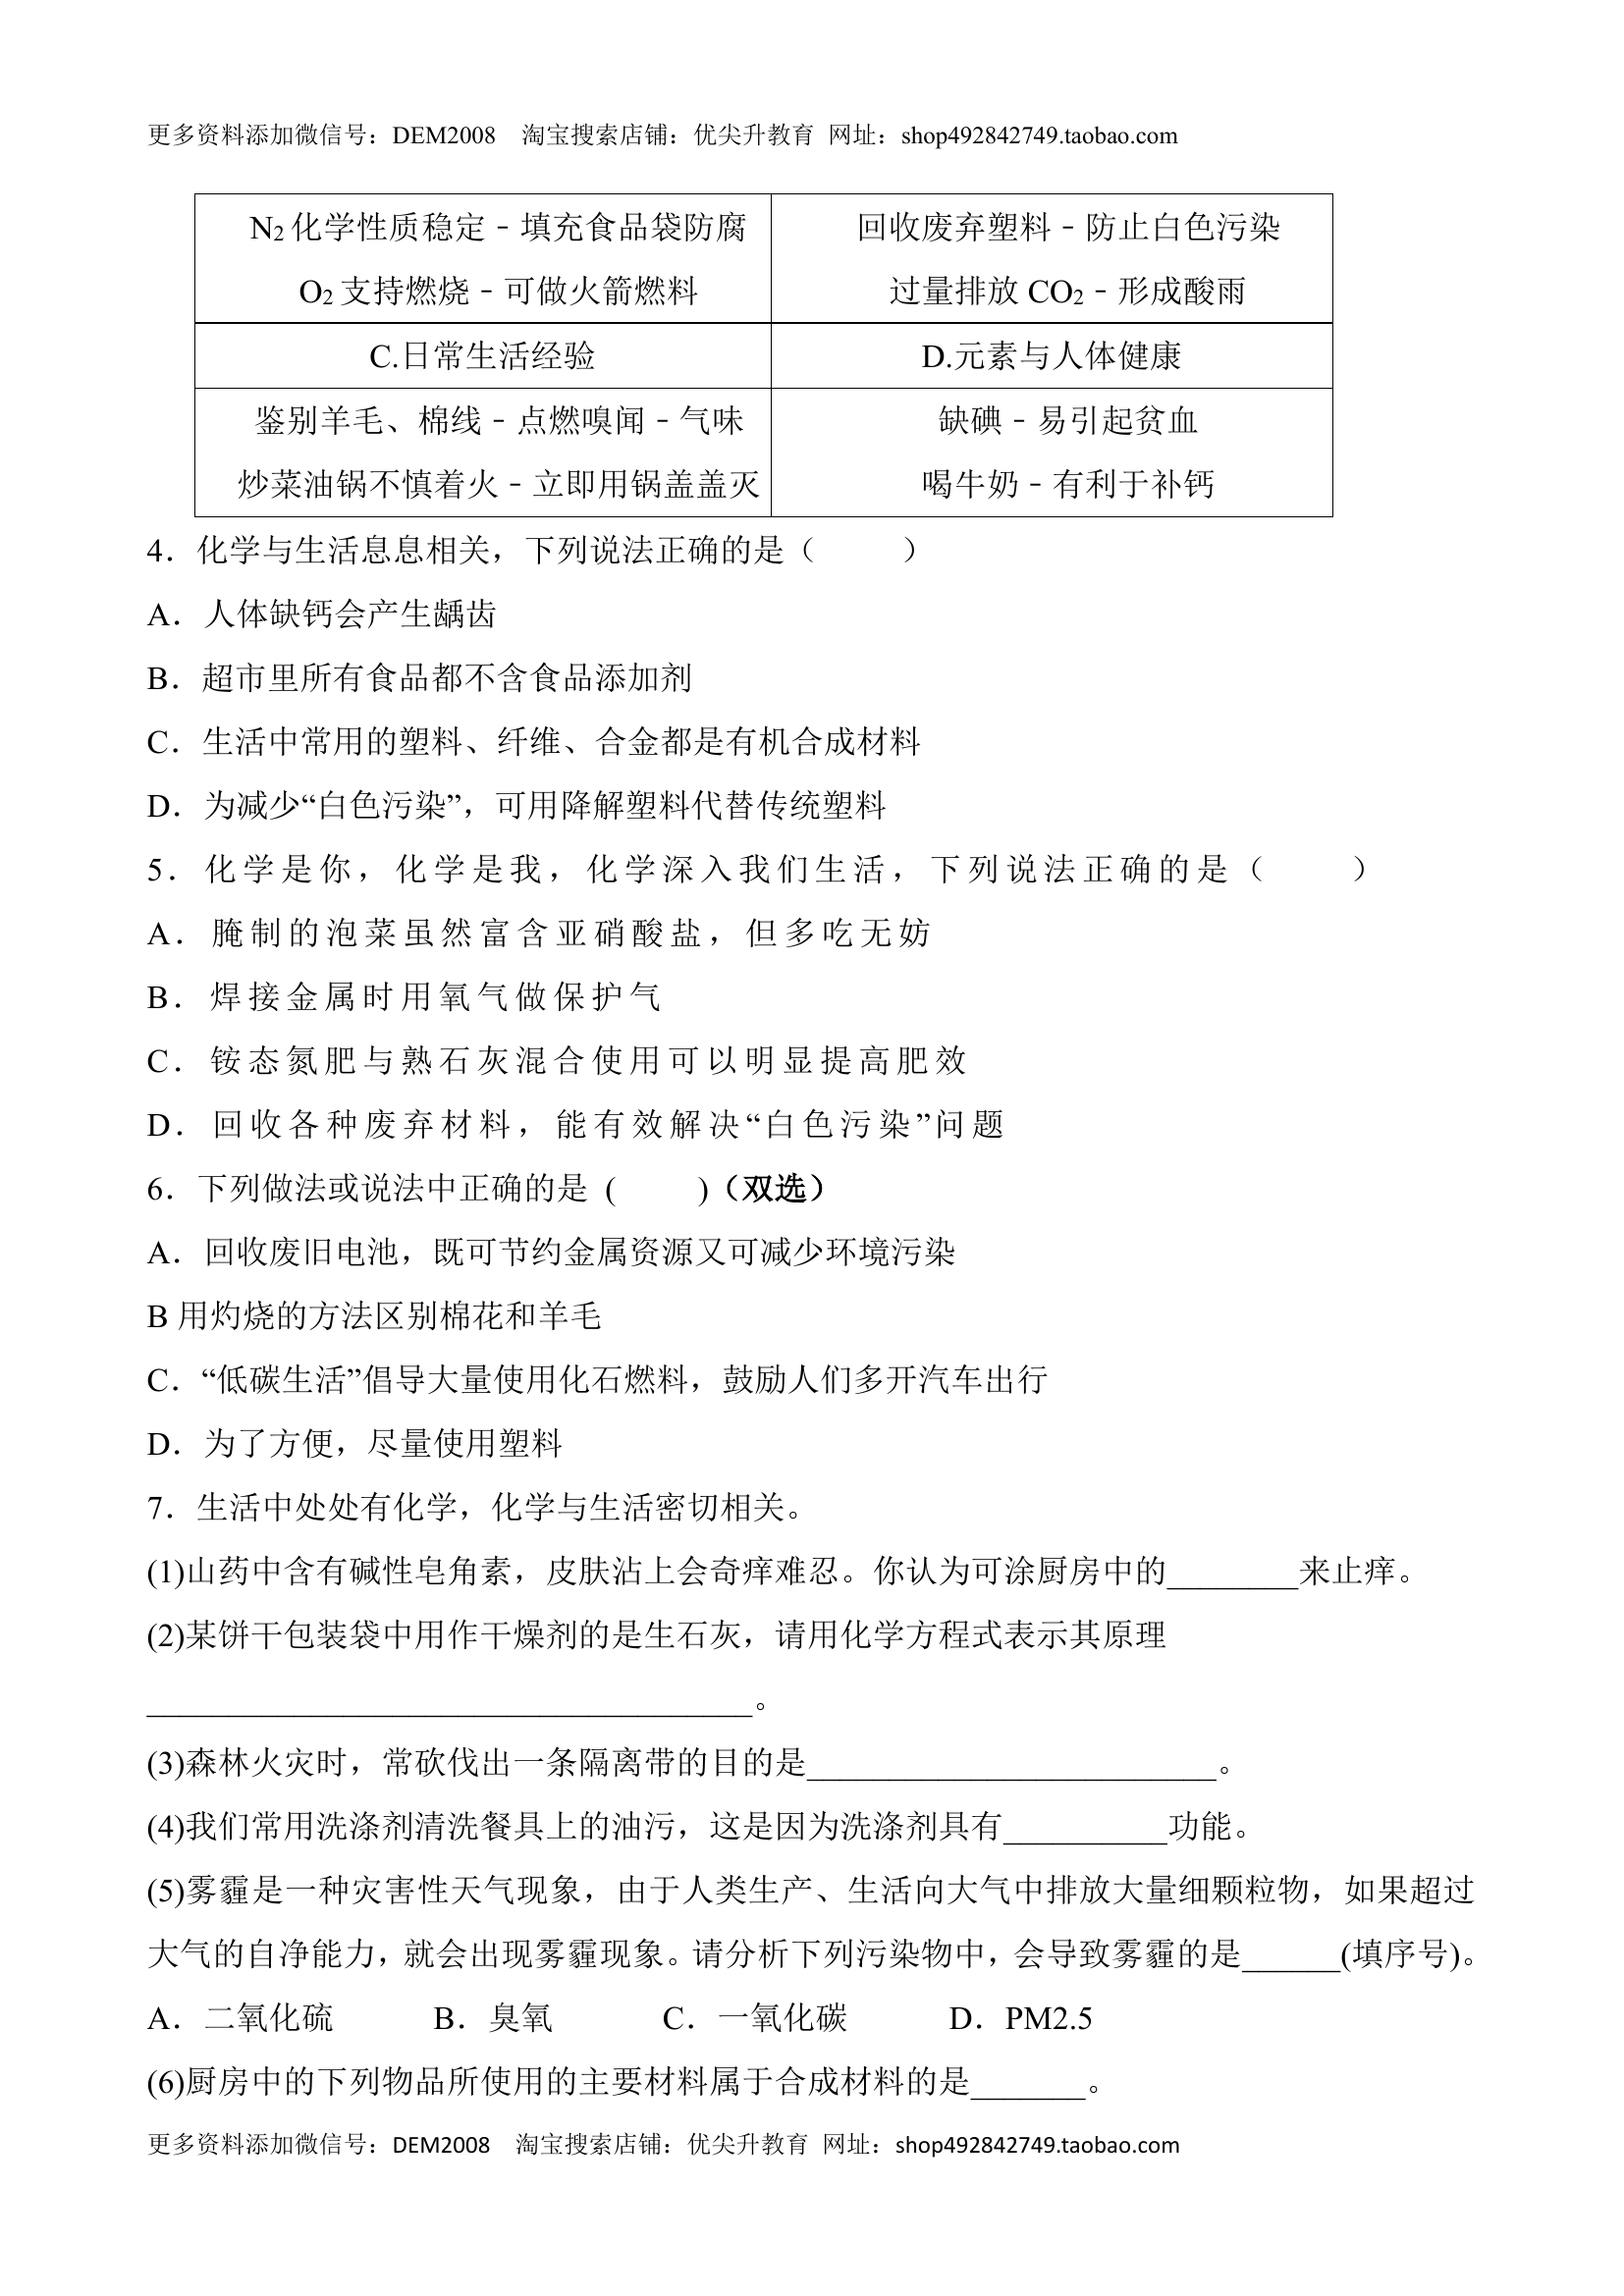 更多资料添加微信号：DEM2008 淘宝搜索店铺：优尖升教育 网址：shop492842749.taobao.com
N2化学性质稳定﹣填充食品袋防腐
O2支持燃烧﹣可做火箭燃料
回收废弃塑料﹣防止白色污染
过量排放CO2﹣形成酸雨
C.日常生活经验
D.元素与人体健康
鉴别羊毛、棉线﹣点燃嗅闻﹣气味
炒菜油锅不慎着火﹣立即用锅盖盖灭
缺碘﹣易引起贫血
喝牛奶﹣有利于补钙
4．化学与生活息息相关，下列说法正确的是（ ）
A．人体缺钙会产生龋齿
B．超市里所有食品都不含食品添加剂
C．生活中常用的塑料、纤维、合金都是有机合成材料
D．为减少“白色污染”，可用降解塑料代替传统塑料
5．化学是你，化学是我，化学深入我们生活，下列说法正确的是（ ）
A．腌制的泡菜虽然富含亚硝酸盐，但多吃无妨
B．焊接金属时用氧气做保护气
C．铵态氮肥与熟石灰混合使用可以明显提高肥效
D．回收各种废弃材料，能有效解决“白色污染”问题
6．下列做法或说法中正确的是 ( )（双选）
A．回收废旧电池，既可节约金属资源又可减少环境污染
B 用灼烧的方法区别棉花和羊毛
C．“低碳生活”倡导大量使用化石燃料，鼓励人们多开汽车出行
D．为了方便，尽量使用塑料
7．生活中处处有化学，化学与生活密切相关。
(1)山药中含有碱性皂角素，皮肤沾上会奇痒难忍。你认为可涂厨房中的________来止痒。
(2)某饼干包装袋中用作干燥剂的是生石灰，请用化学方程式表示其原理
_____________________________________。
(3)森林火灾时，常砍伐出一条隔离带的目的是_________________________。
(4)我们常用洗涤剂清洗餐具上的油污，这是因为洗涤剂具有__________功能。
(5)雾霾是一种灾害性天气现象，由于人类生产、生活向大气中排放大量细颗粒物，如果超过
大气的自净能力，就会出现雾霾现象。请分析下列污染物中，会导致雾霾的是______(填序号)。
A．二氧化硫 B．臭氧 C．一氧化碳 D．PM2.5
(6)厨房中的下列物品所使用的主要材料属于合成材料的是_______。
更多资料添加微信号：DEM2008 淘宝搜索店铺：优尖升教育 网址：shop492842749.taobao.com